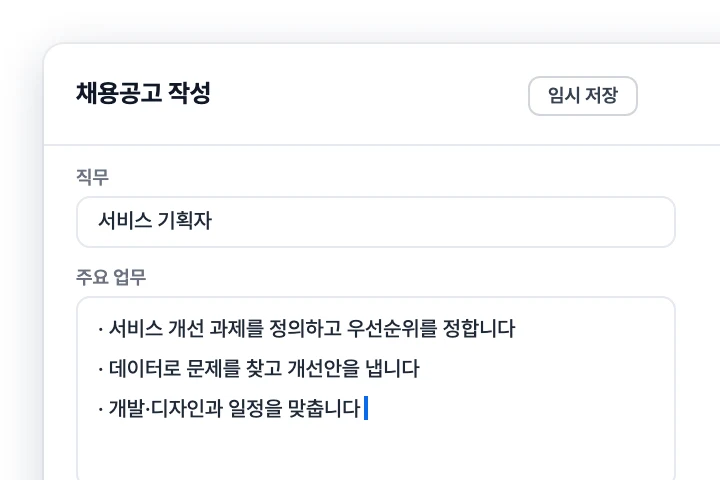 채용공고 작성
임시 저장
직무
서비스 기획자
주요 업무
· 서비스 개선 과제를 정의하고 우선순위를 정합니다
· 데이터로 문제를 찾고 개선안을 냅니다
· 개발·디자인과 일정을 맞춥니다